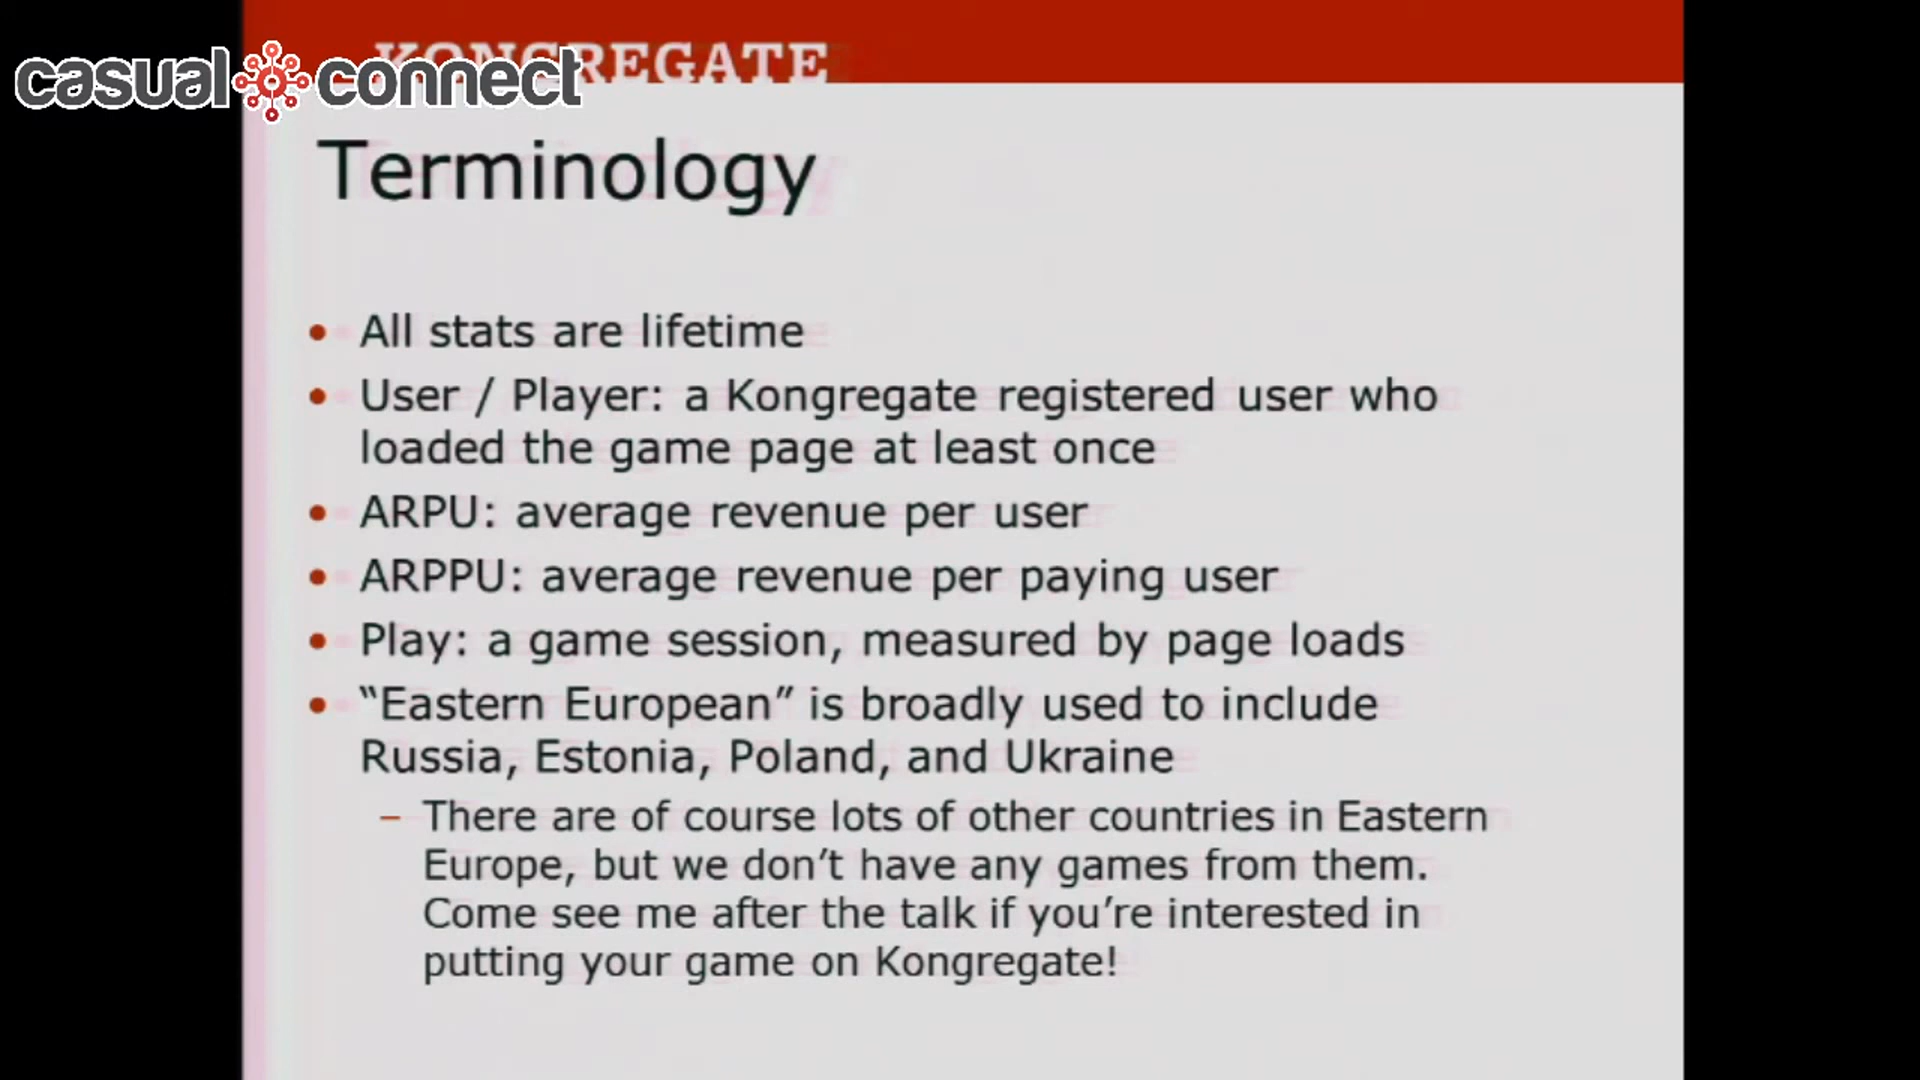 KONGREGATE
casual connect
Terminology
• All stats are lifetime
• User / Player: a Kongregate registered user who
loaded the game page at least once
• ARPU: average revenue per user
• ARPPU: average revenue per paying user
• Play: a game session, measured by page loads
• “Eastern European” is broadly used to include
Russia, Estonia, Poland, and Ukraine
– There are of course lots of other countries in Eastern
Europe, but we don’t have any games from them.
Come see me after the talk if you’re interested in
putting your game on Kongregate!